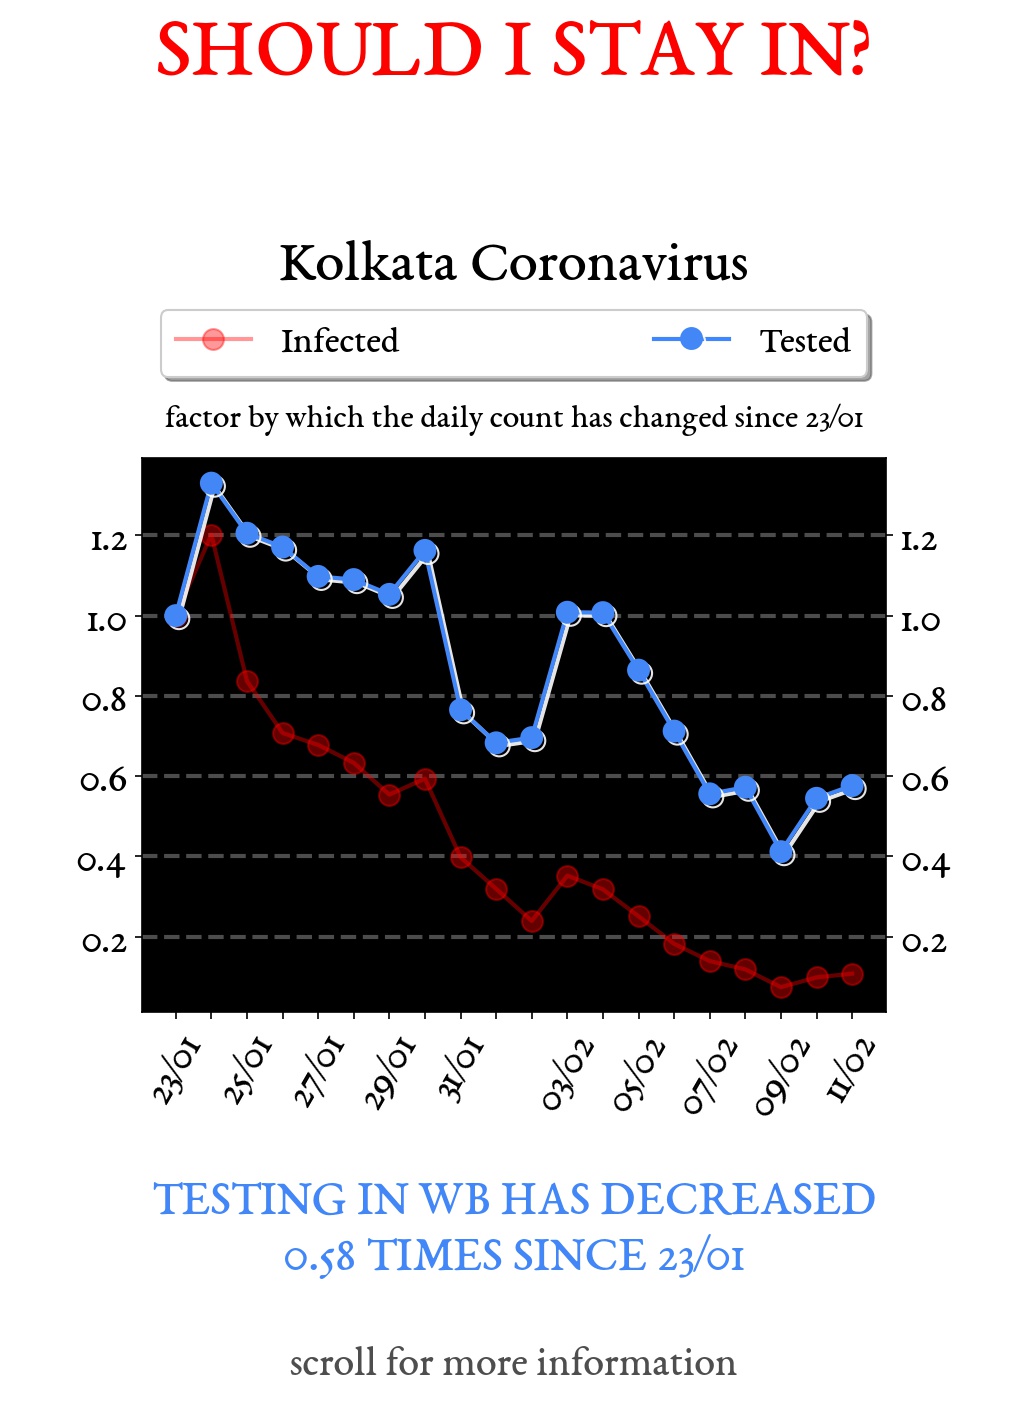 SHOULD I STAY IN?
Kolkata Coronavirus
Infected Tested
factor by which the daily count has changed since 23/01
1.2 1.2
1.0 1.0
0.8 0.8
0.6 0.6
0.4 0.4
0.2 0.2
23/01 25/01 27/01 29/01 31/01 03/02 05/02 07/02 09/02 11/02
TESTING IN WB HAS DECREASED
0.58 TIMES SINCE 23/01
scroll for more information